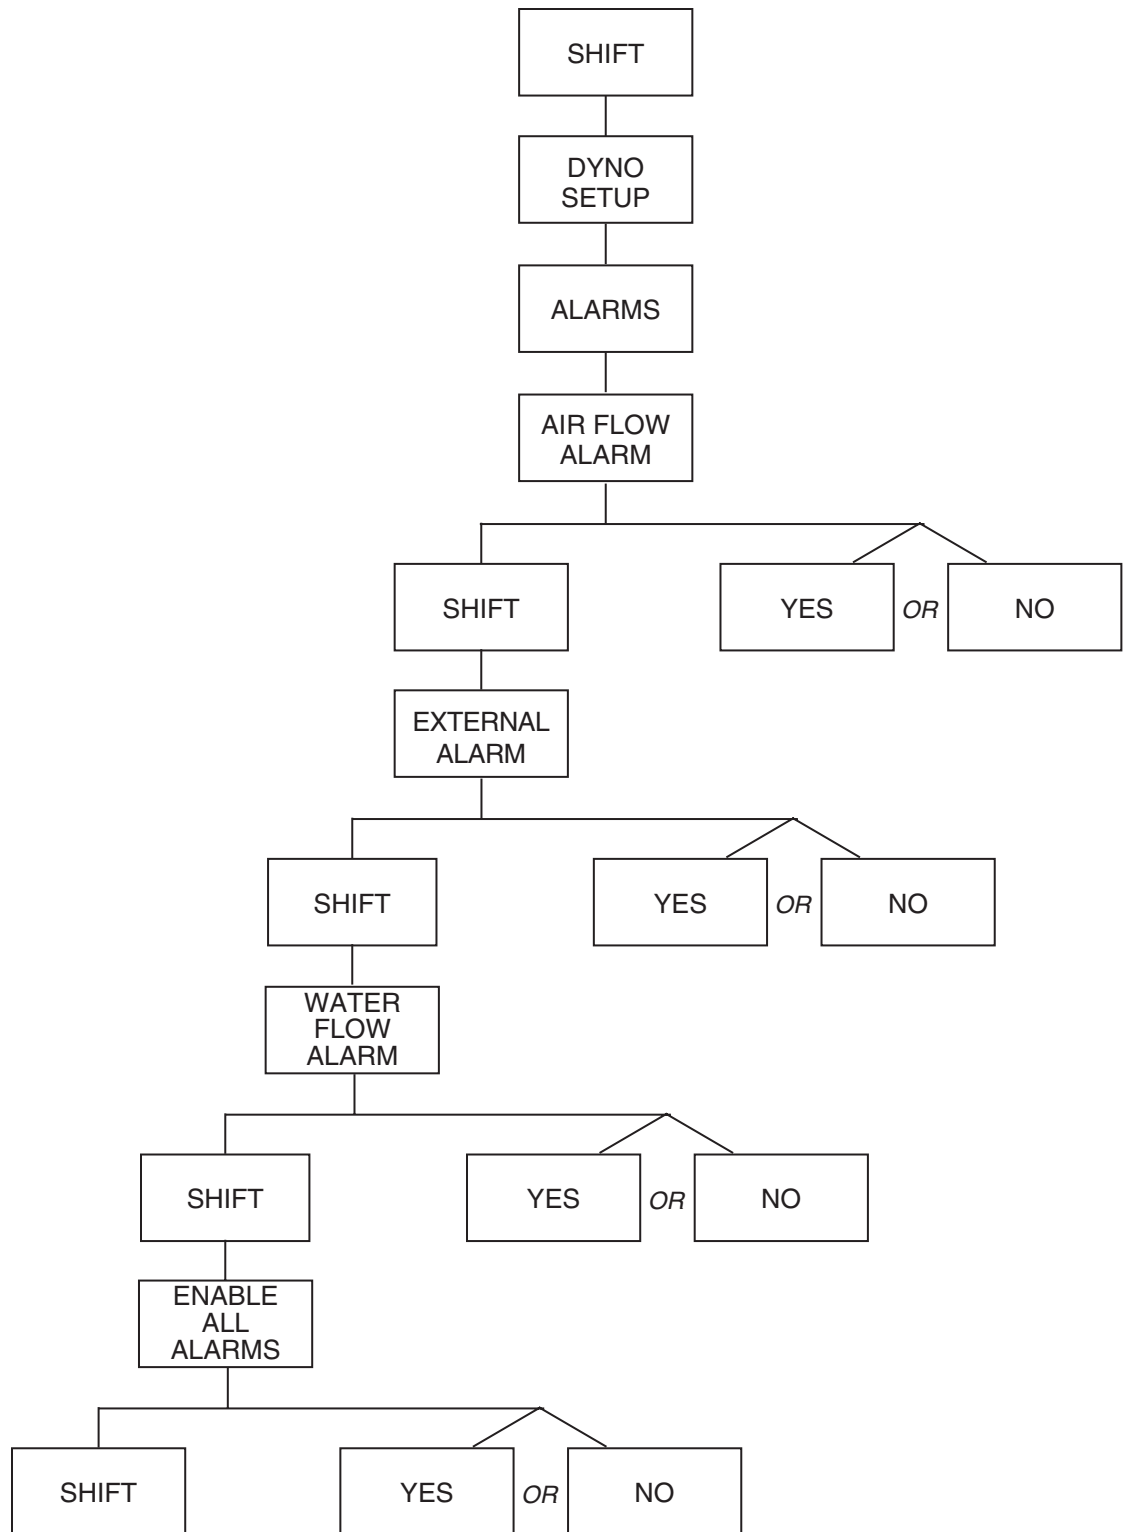 SHIFT
DYNO
SETUP
ALARMS
AIR FLOW
ALARM
SHIFT
YES OR NO
EXTERNAL
ALARM
SHIFT
YES OR NO
WATER
FLOW
ALARM
SHIFT
YES OR NO
ENABLE
ALL
ALARMS
SHIFT
YES OR NO